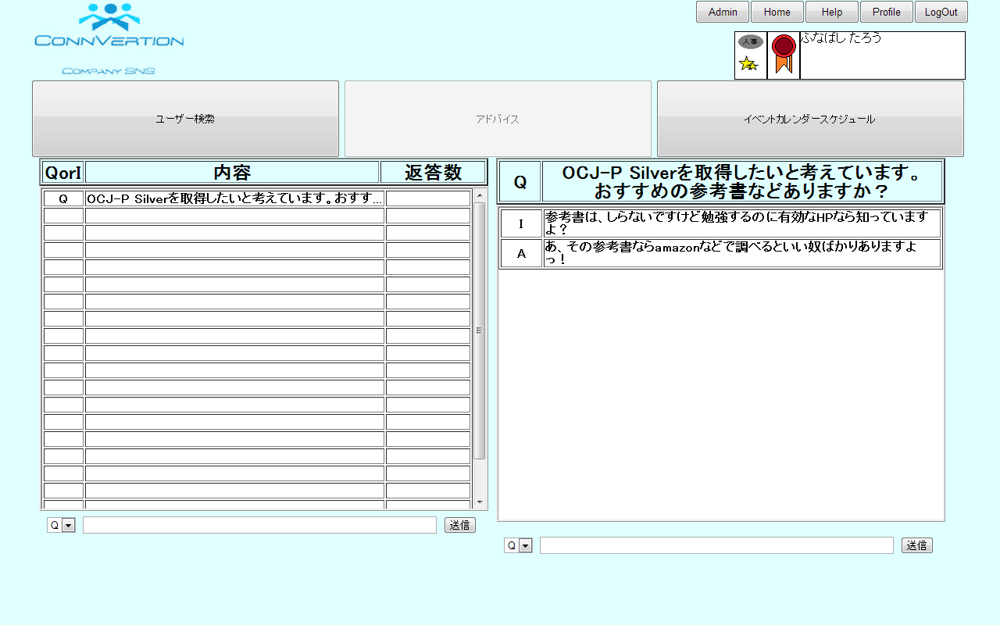 CONNVERTION
COMPANY SNS
Admin
Home
Help
Profile
LogOut
人事
ふなばし たろう
ユーザー検索
アドバイス
イベントカレンダースケジュール
QorI
内容
返答数
Q
OCJ-P Silverを取得したいと考えています。おすす...
Q
送信
Q
OCJ-P Silverを取得したいと考えています。
おすすめの参考書などありますか？
I
参考書は、しらないですけど勉強するのに有効なHPなら知っています
よ？
A
あ、その参考書ならamazonなどで調べるといい奴ばかりありますよ
っ！
Q
送信